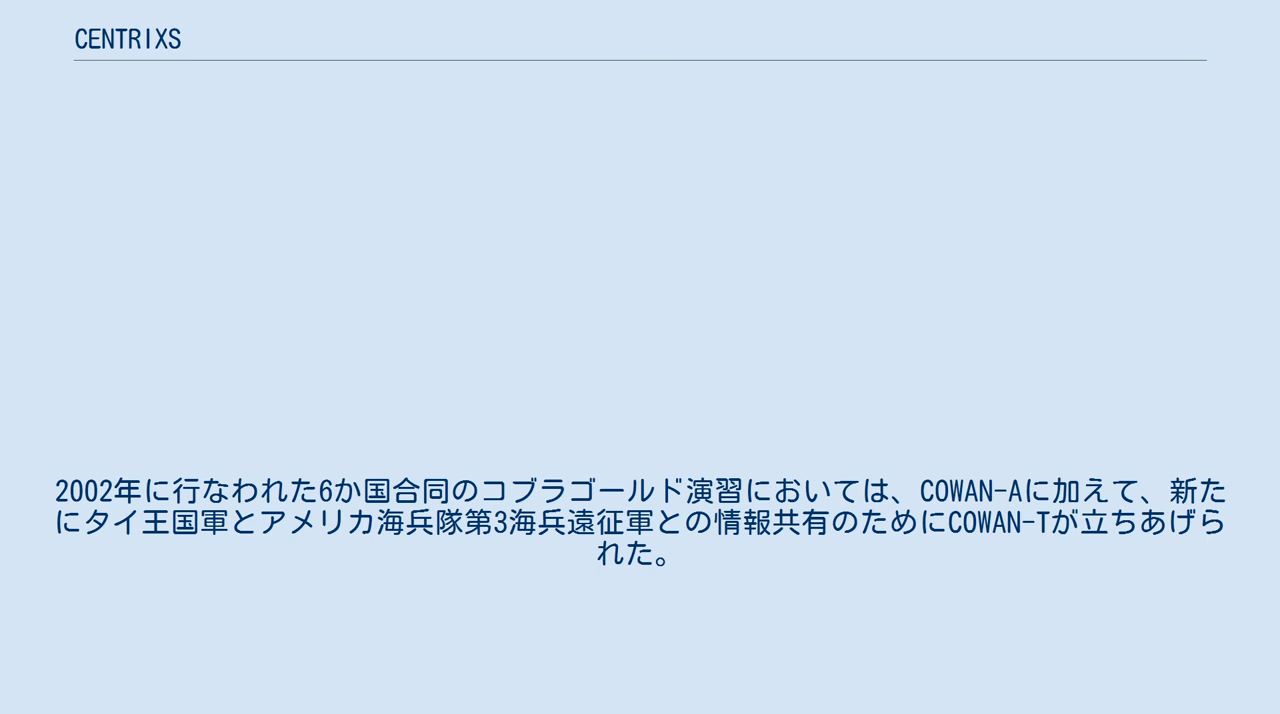 CENTRIXS
2002年に行なわれた6か国合同のコブラゴールド演習においては、COWAN-Aに加えて、新た
にタイ王国軍とアメリカ海兵隊第3海兵遠征軍との情報共有のためにCOWAN-Tが立ちあげら
れた。